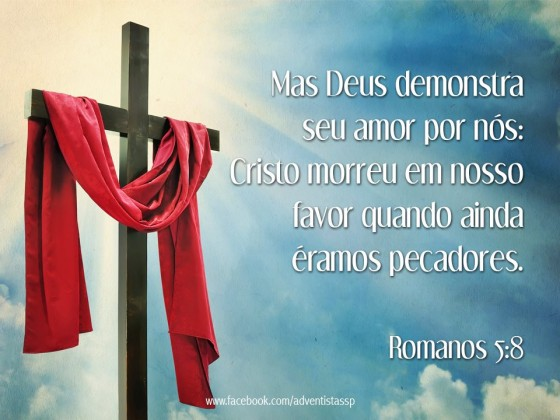 Mas Deus demonstra
seu amor por nós:
Cristo morreu em nosso
favor quando ainda
éramos pecadores.
Romanos 5:8
www.facebook.com/adventistassp